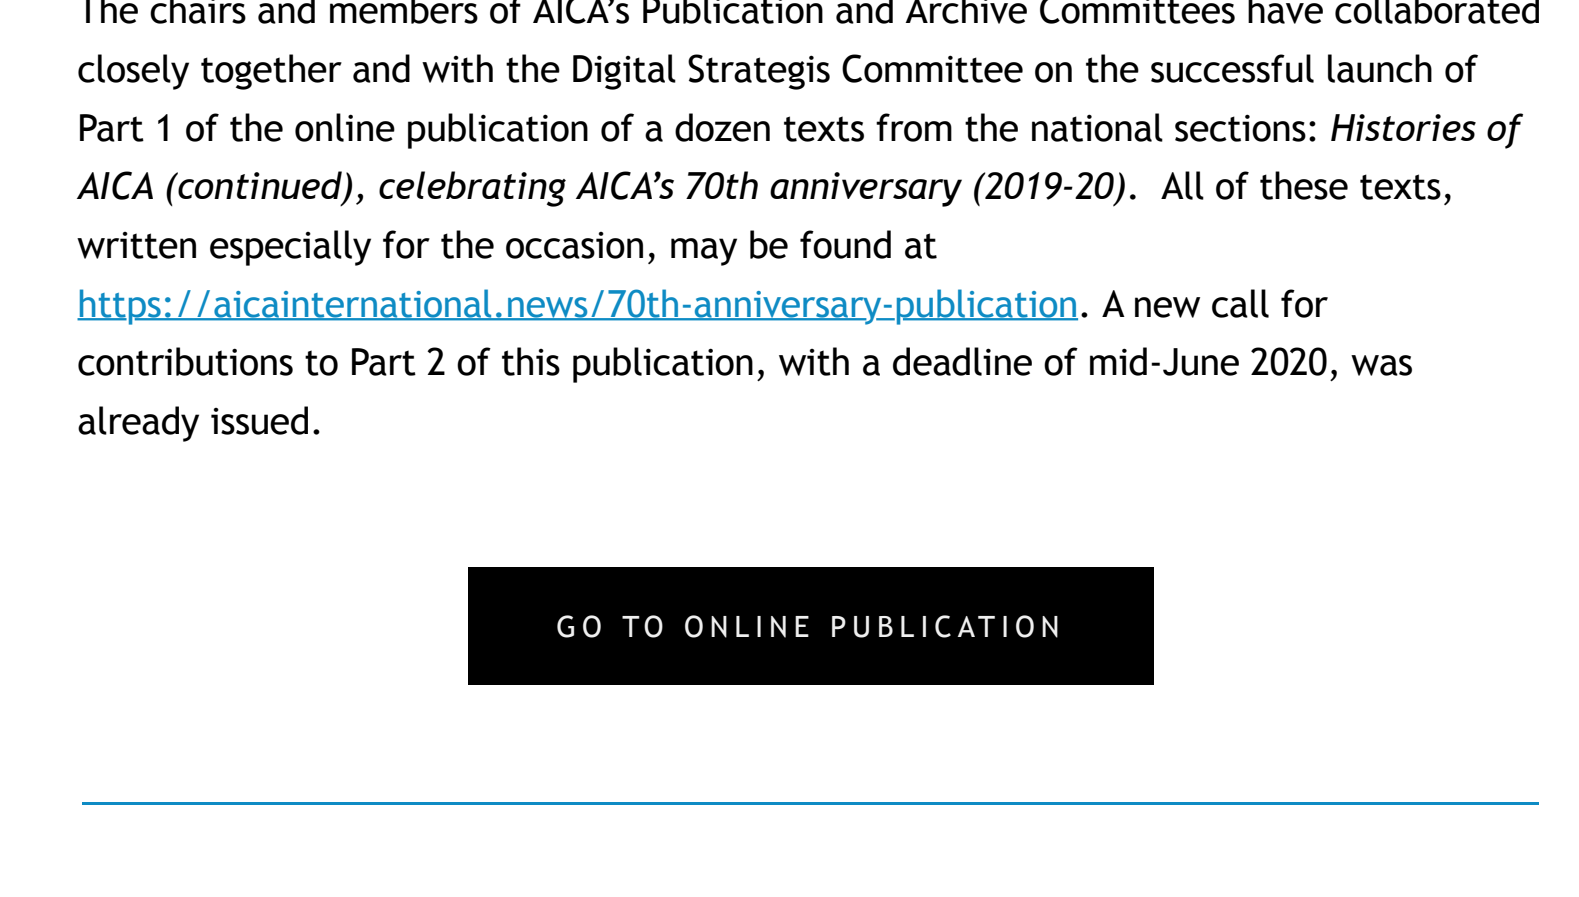 The chairs and members of AICA’s Publication and Archive Committees have collaborated
closely together and with the Digital Strategis Committee on the successful launch of
Part 1 of the online publication of a dozen texts from the national sections: Histories of
AICA (continued), celebrating AICA’s 70th anniversary (2019-20).  All of these texts,
written especially for the occasion, may be found at
https://aicainternational.news/70th-anniversary-publication. A new call for
contributions to Part 2 of this publication, with a deadline of mid-June 2020, was
already issued.
GO TO ONLINE PUBLICATION